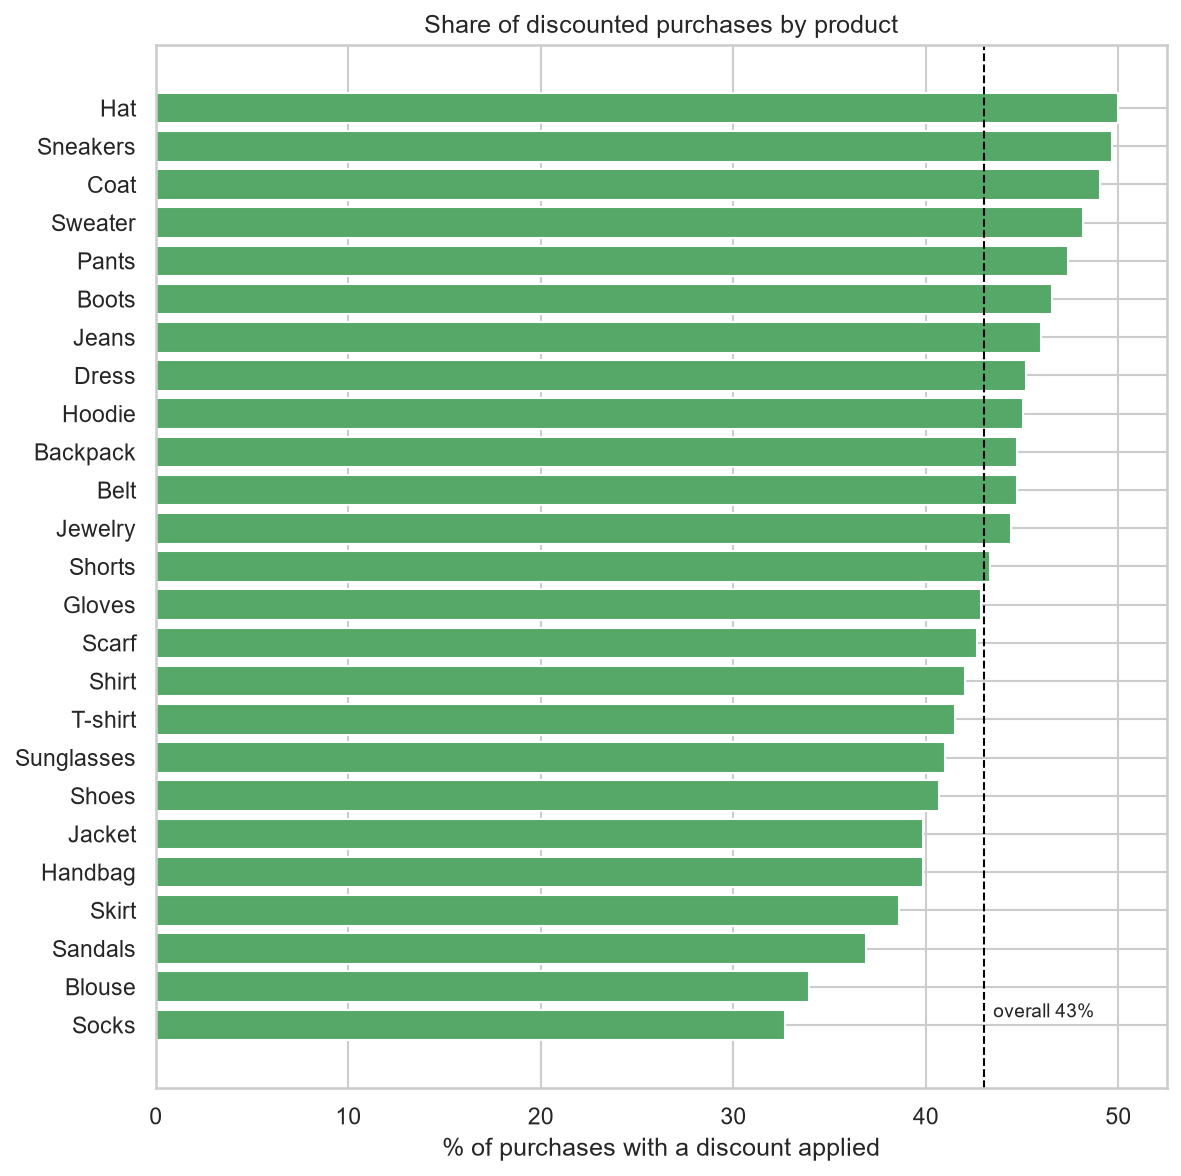 Share of discounted purchases by product
Hat
Sneakers
Coat
Sweater
Pants
Boots
Jeans
Dress
Hoodie
Backpack
Belt
Jewelry
Shorts
Gloves
Scarf
Shirt
T-shirt
Sunglasses
Shoes
Jacket
Handbag
Skirt
Sandals
Blouse
overall 43%
Socks
0 10 20 30 40 50
% of purchases with a discount applied